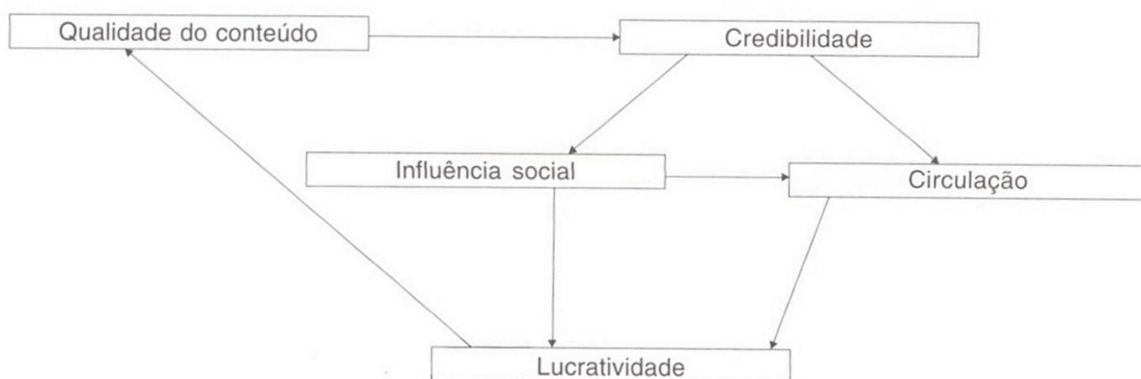 Qualidade do conteúdo
Credibilidade
Influência social
Circulação
Lucratividade